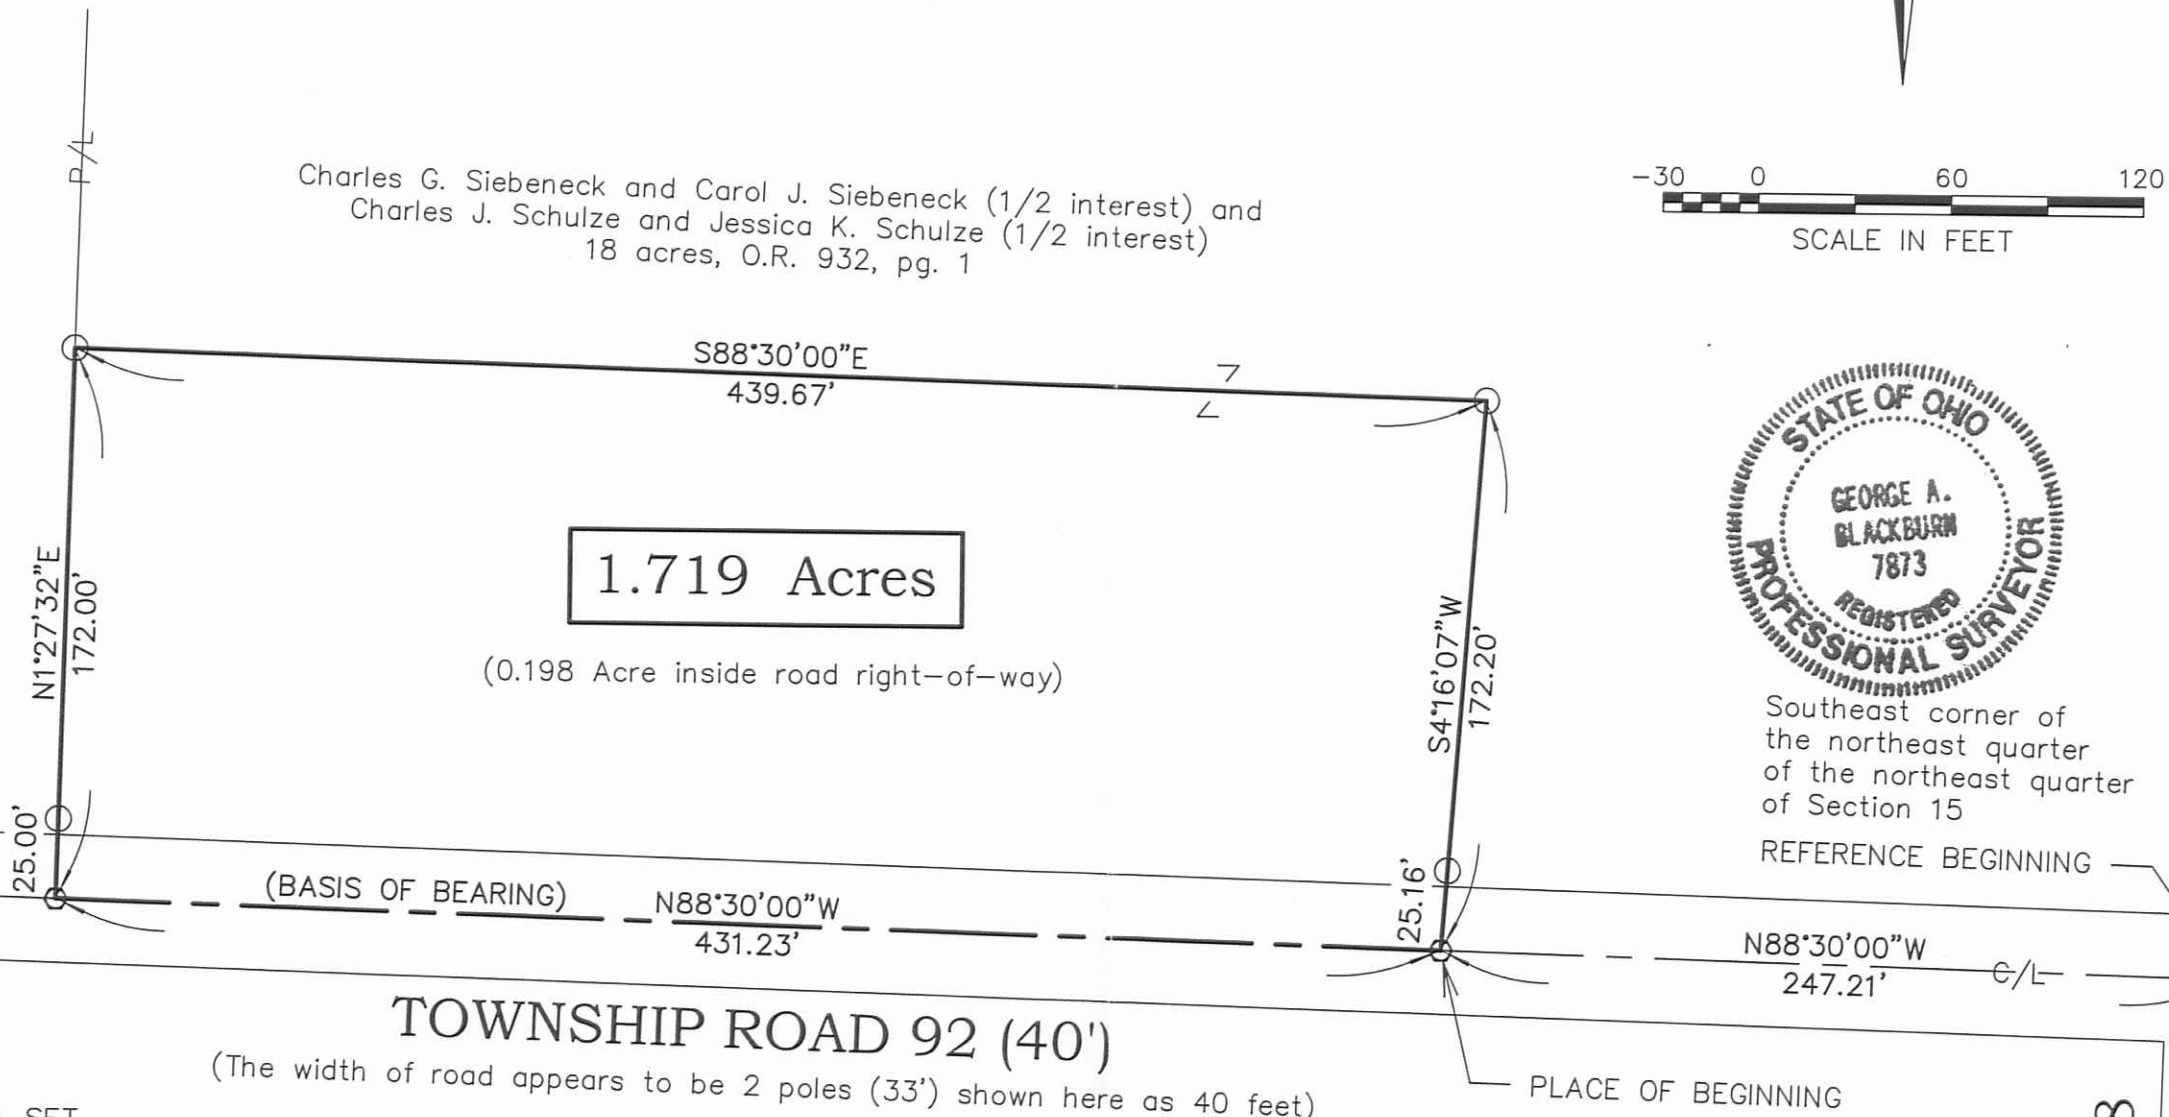 P/L
Charles G. Siebeneck and Carol J. Siebeneck (1/2 interest) and
Charles J. Schulze and Jessica K. Schulze (1/2 interest)
18 acres, O.R. 932, pg. 1
-30 0 60 120
SCALE IN FEET
S88°30'00"E
439.67'
STATE OF OHIO
GEORGE A.
BLACKBURN
7873
REGISTERED
PROFESSIONAL SURVEYOR
N1°27'32"E
172.00'
1.719 Acres
(0.198 Acre inside road right-of-way)
S4°16'07"W
172.20'
Southeast corner of
the northeast quarter
of the northeast quarter
of Section 15
REFERENCE BEGINNING
25.00'
(BASIS OF BEARING)
N88°30'00"W
431.23'
25.16'
N88°30'00"W
247.21'
C/L
TOWNSHIP ROAD 92 (40')
(The width of road appears to be 2 poles (33') shown here as 40 feet)
PLACE OF BEGINNING
SET